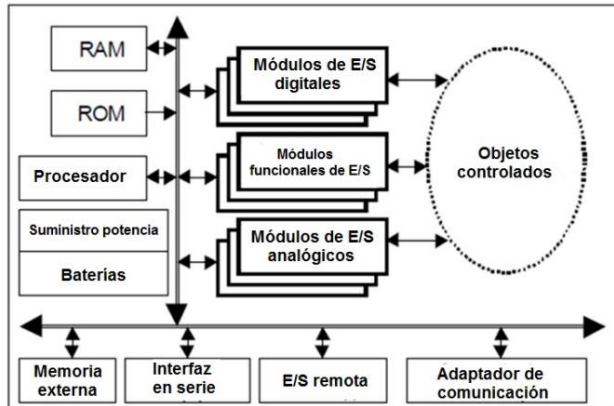 RAM
ROM
Procesador
Suministro potencia
Baterías
Módulos de E/S
digitales
Módulos
funcionales de E/S
Módulos de E/S
analógicos
Objetos
controlados
Memoria
externa
Interfaz
en serie
E/S remota
Adaptador de
comunicación